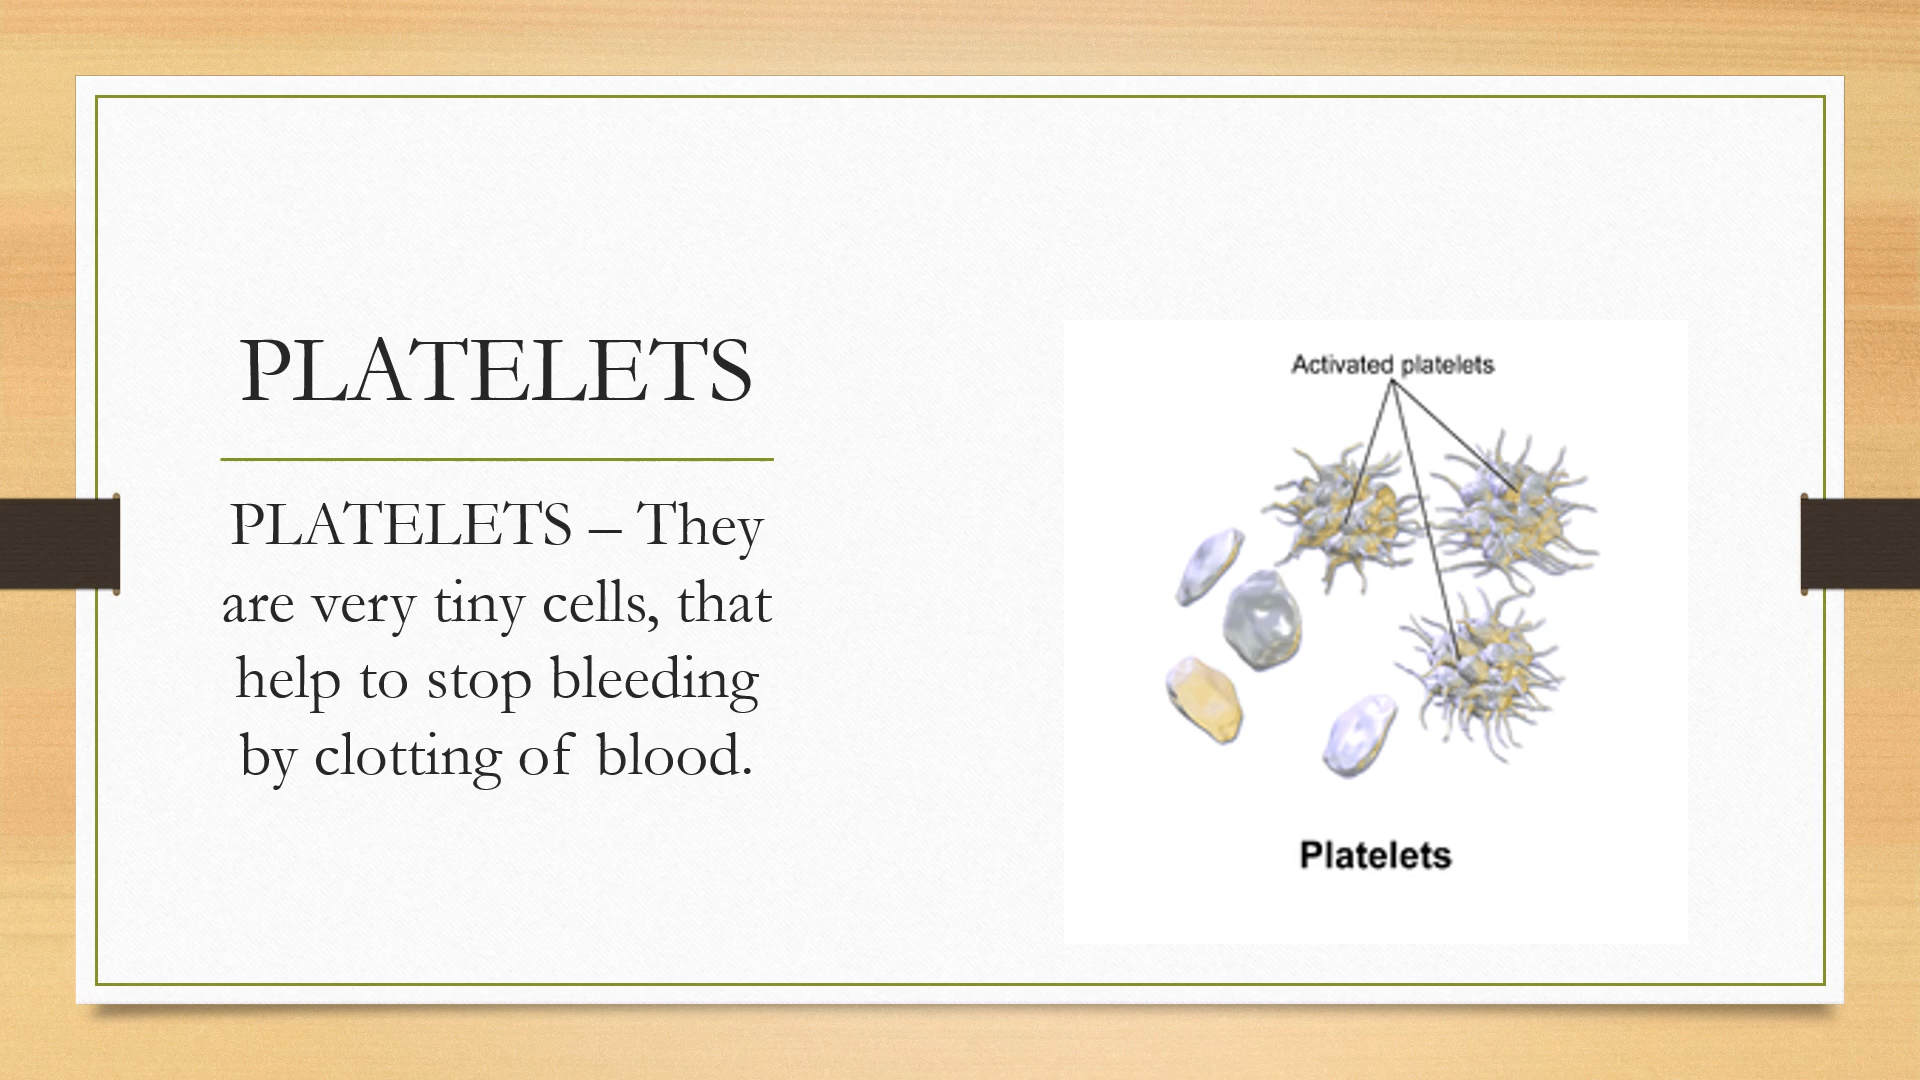 PLATELETS
PLATELETS – They
are very tiny cells, that
help to stop bleeding
by clotting of blood.
Activated platelets
Platelets